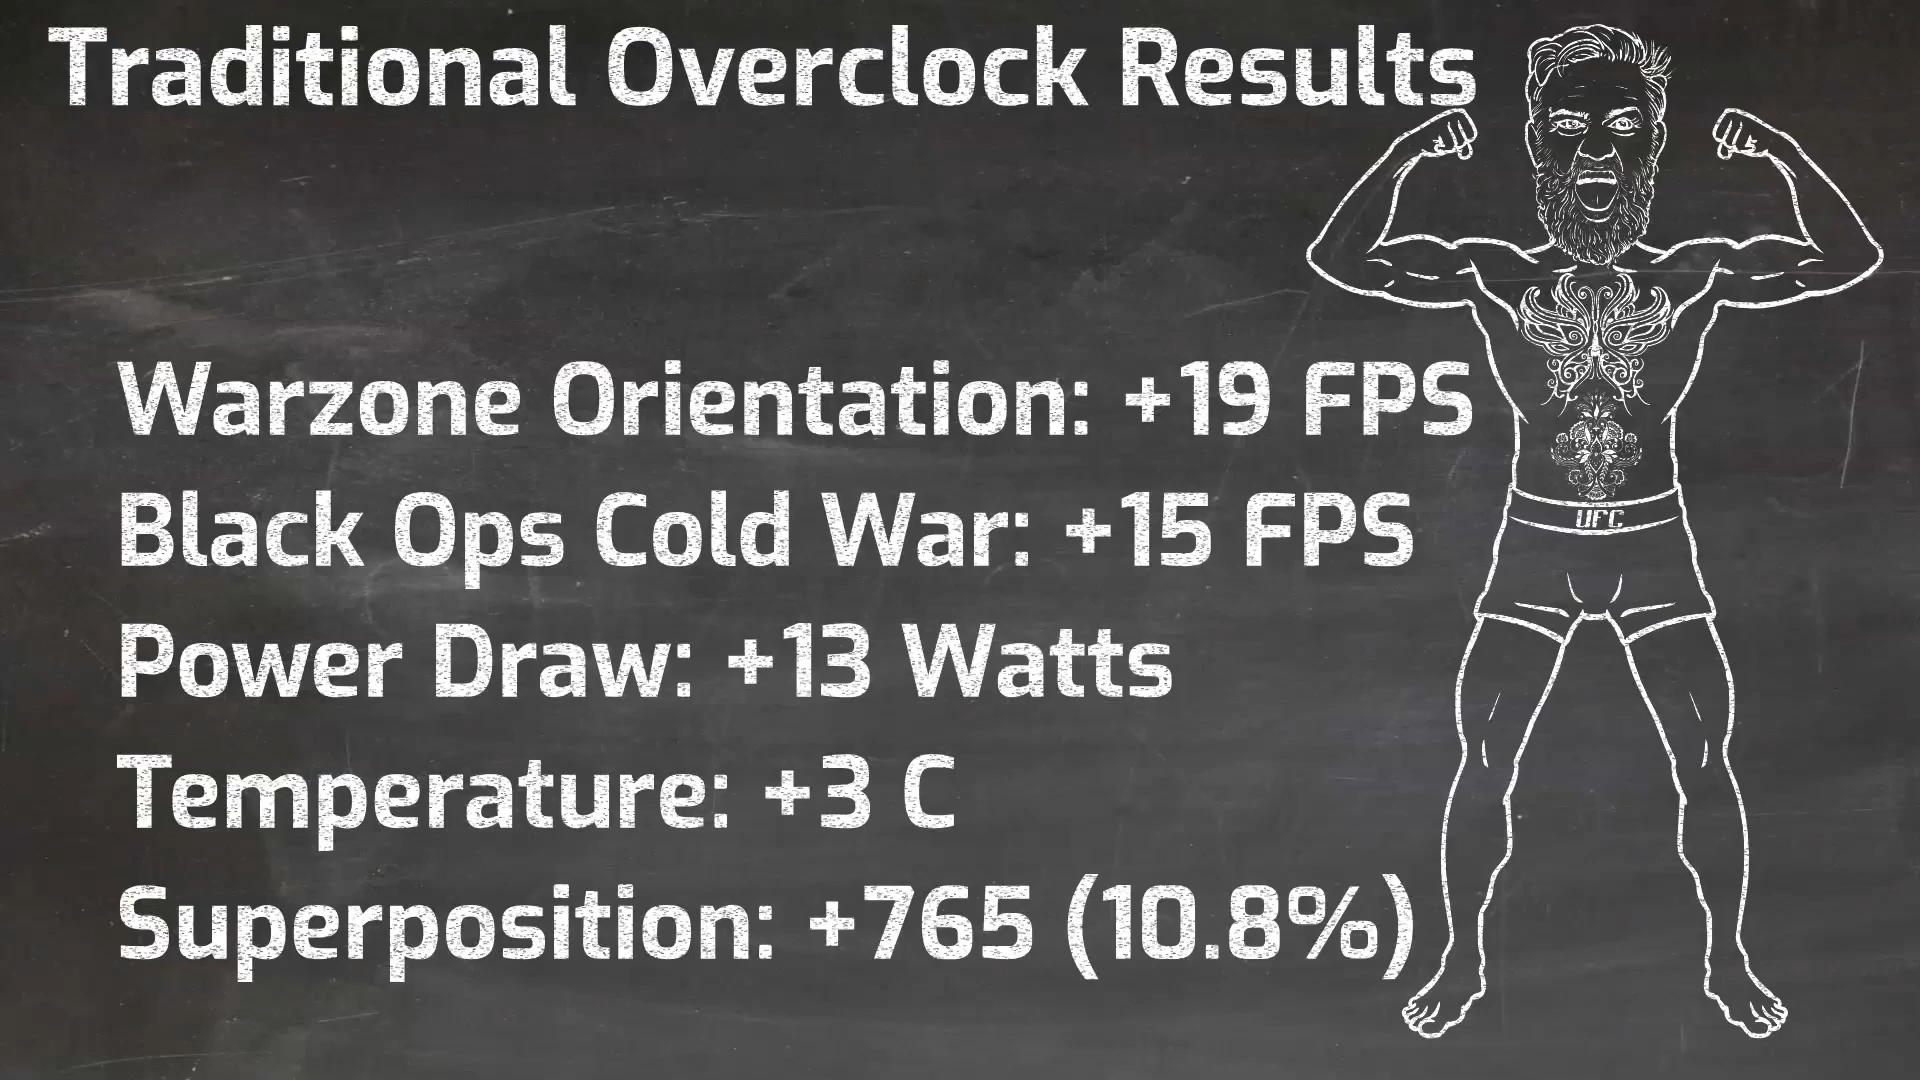 Traditional Overclock Results
Warzone Orientation: +19 FPS
Black Ops Cold War: +15 FPS
UFC
Power Draw: +13 Watts
Temperature: +3 C
Superposition: +765 (10.8%)